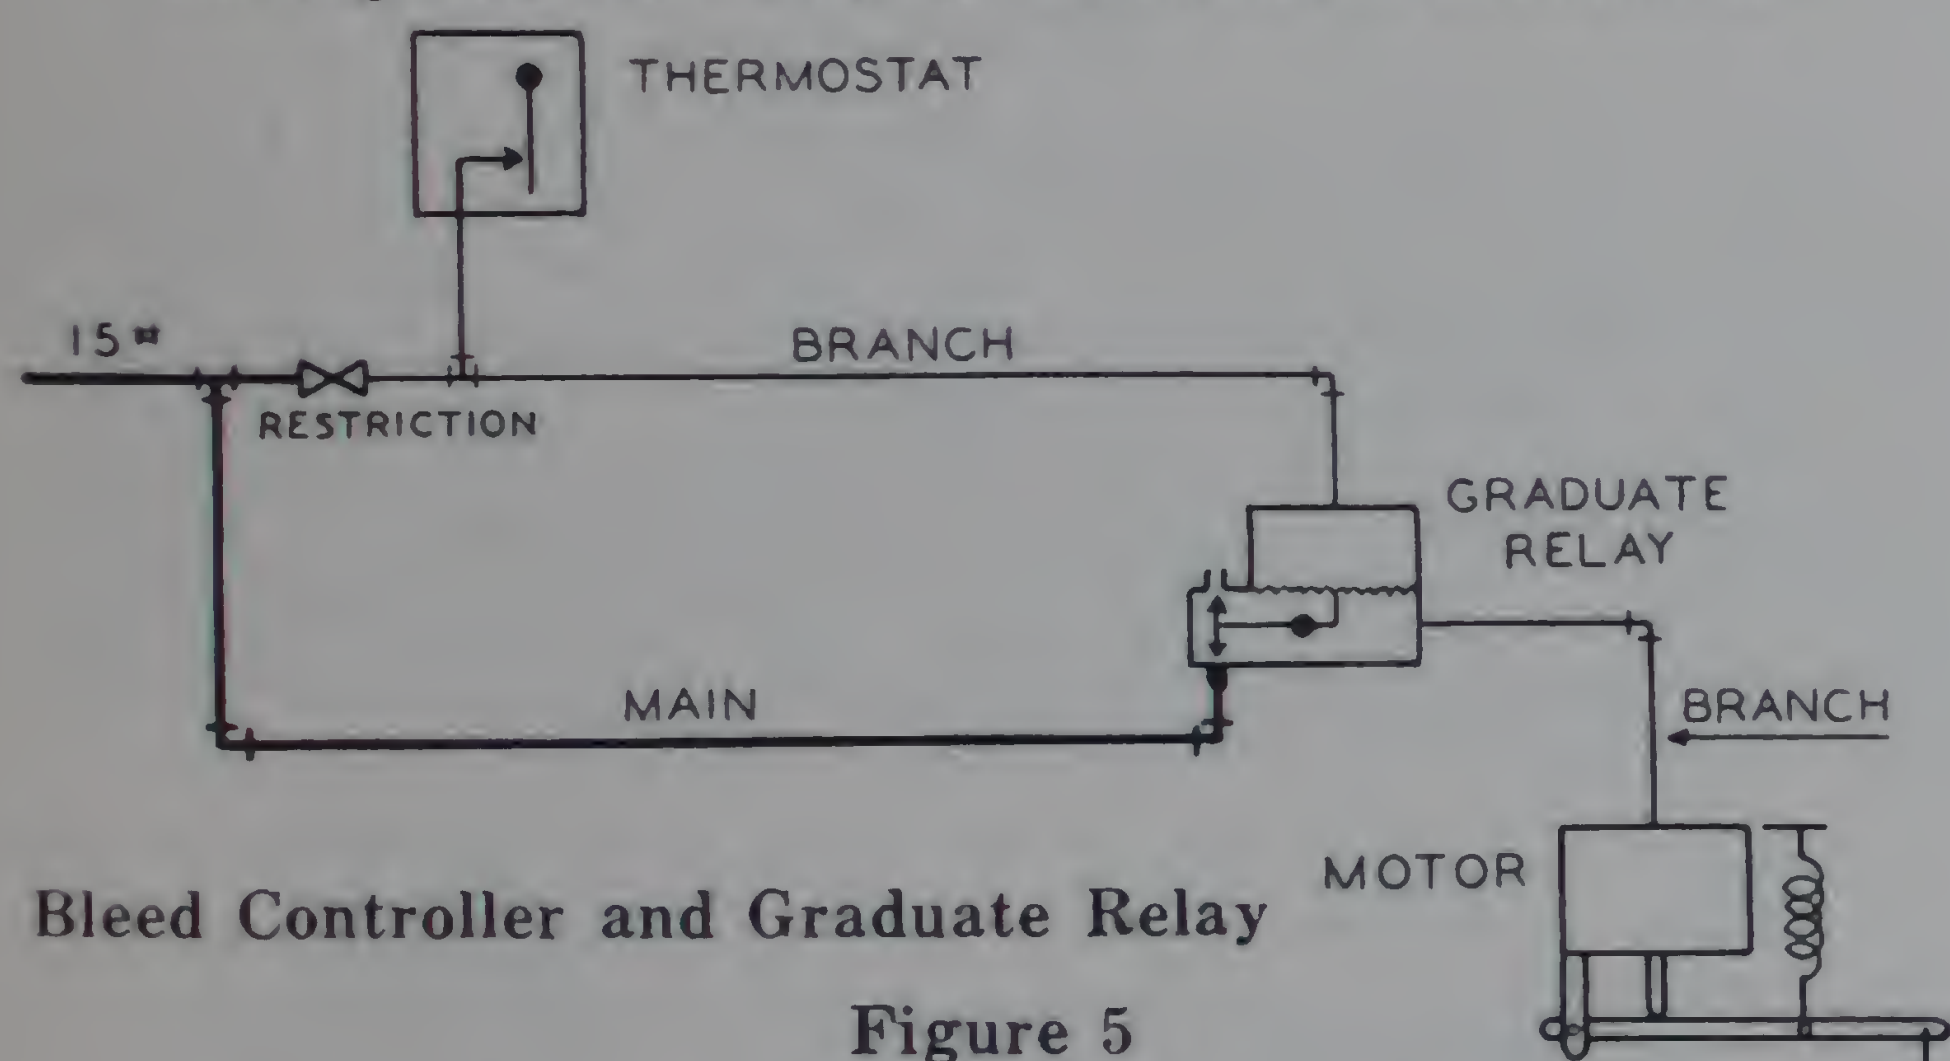 THERMOSTAT
15#
BRANCH
RESTRICTION
GRADUATE
RELAY
MAIN
BRANCH
MOTOR
Bleed Controller and Graduate Relay
Figure 5